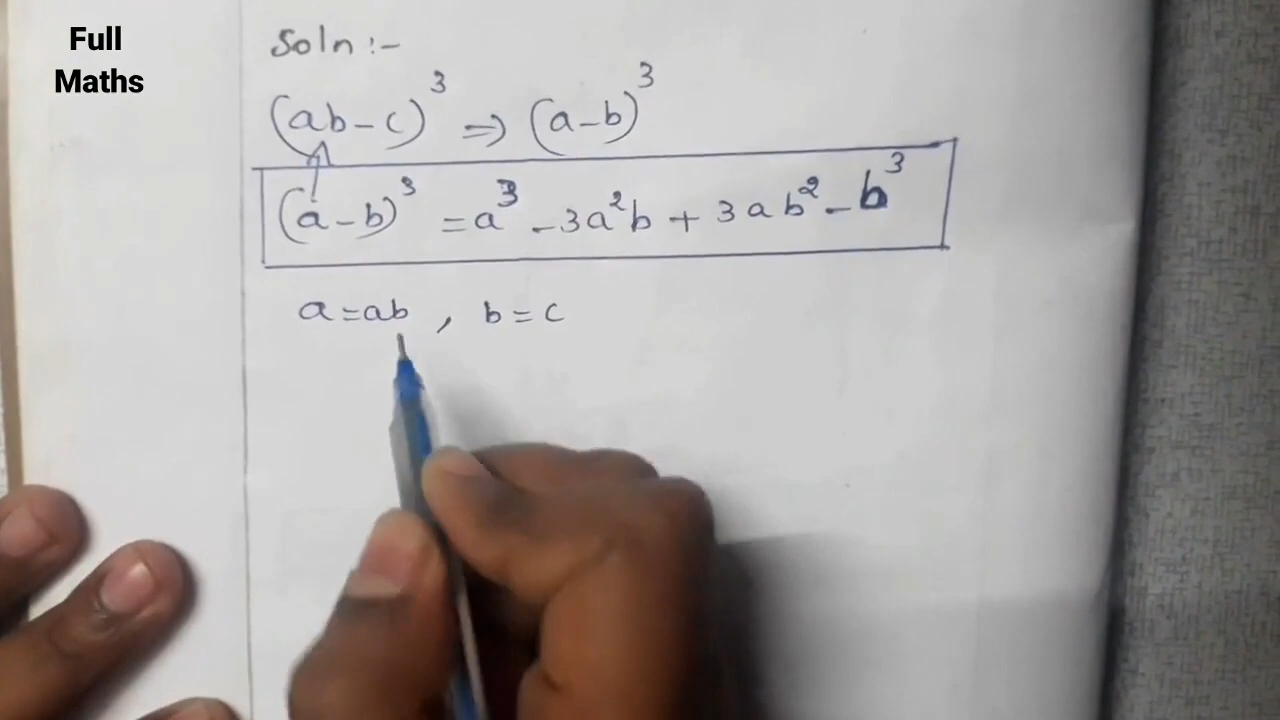 Full
Maths
Soln :-
(ab-c)³ ⇒ (a-b)³
(a-b)³ = a³ - 3a²b + 3ab² - b³
a = ab , b = c